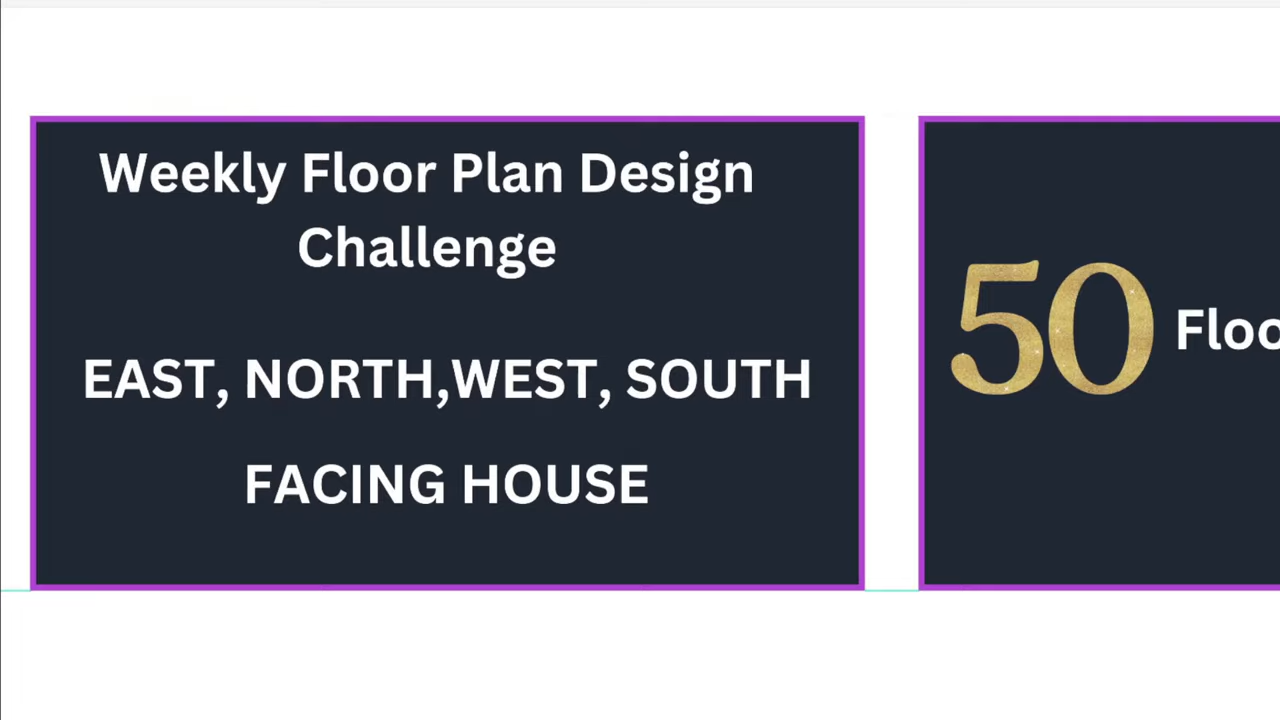 Weekly Floor Plan Design
Challenge
EAST, NORTH,WEST, SOUTH
FACING HOUSE
50